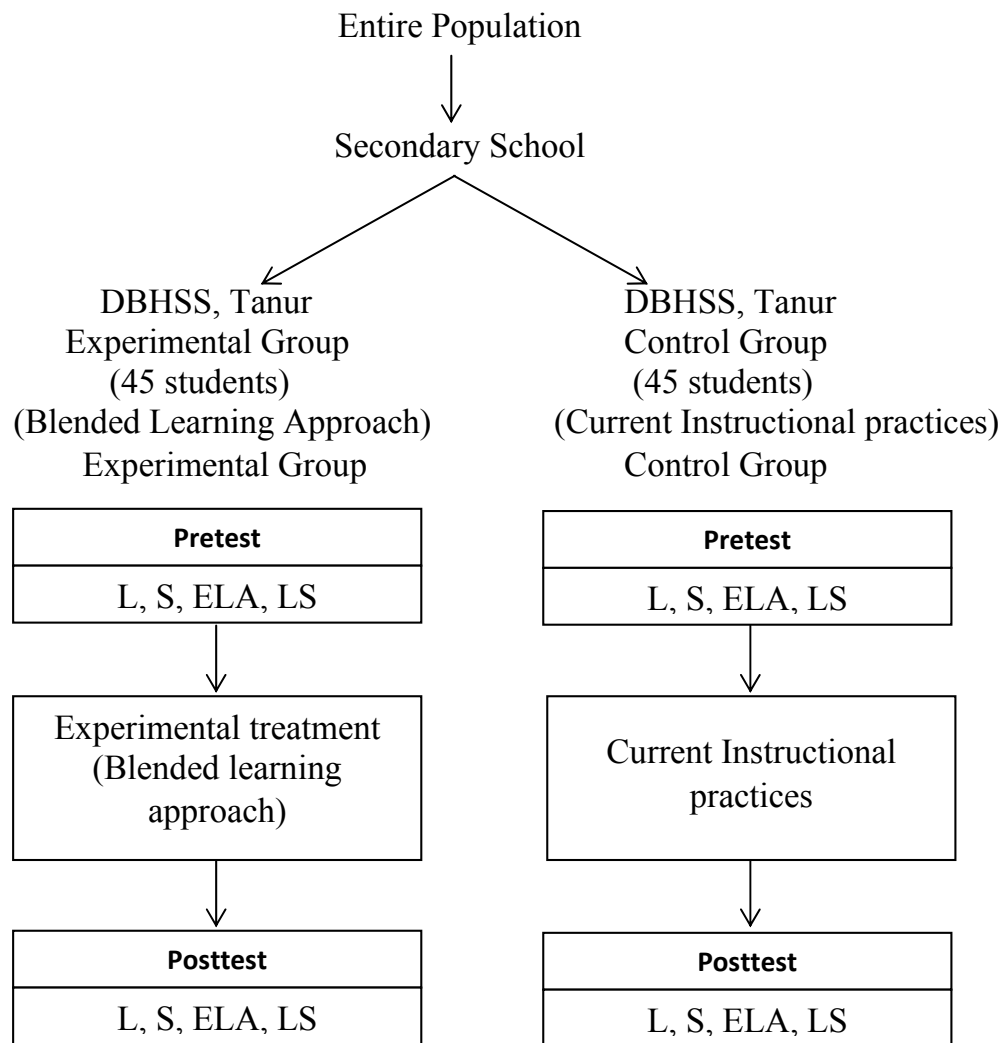 Entire Population
Secondary School
DBHSS, Tanur
Experimental Group
(45 students)
(Blended Learning Approach)
Experimental Group
DBHSS, Tanur
Control Group
(45 students)
(Current Instructional practices)
Control Group
Pretest
L, S, ELA, LS
Experimental treatment
(Blended learning
approach)
Posttest
L, S, ELA, LS
Pretest
L, S, ELA, LS
Current Instructional
practices
Posttest
L, S, ELA, LS